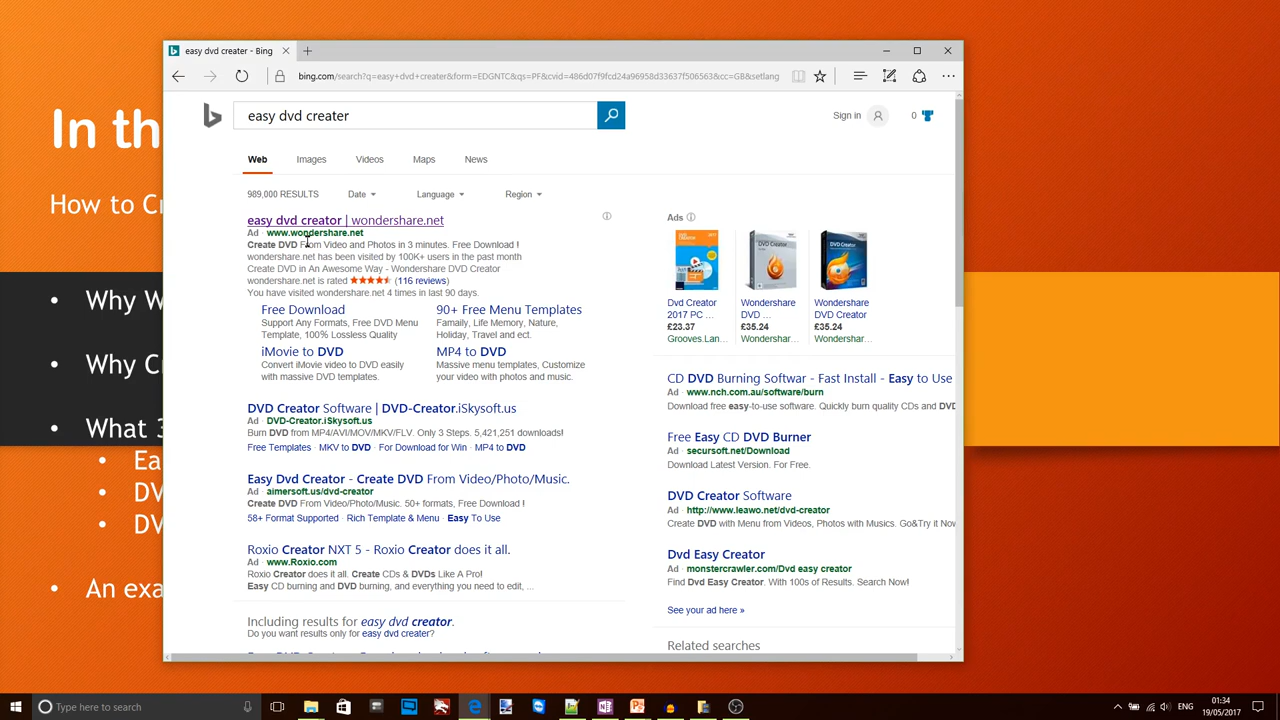 easy dvd creater - Bing
bing.com/search?q=easy+dvd+creater&form=EDGNTC&qs=PF&cvid=486d07f9fcd24a96958d33637f506563&cc=GB&setlang
easy dvd creater
Sign in
0
Web Images Videos Maps News
989,000 RESULTS Date Language Region
easy dvd creator | wondershare.net
Ad · www.wondershare.net
Create DVD From Video and Photos in 3 minutes. Free Download !
wondershare.net has been visited by 100K+ users in the past month
Create DVD in An Awesome Way - Wondershare DVD Creator
wondershare.net is rated (116 reviews)
You have visited wondershare.net 4 times in last 90 days.
Free Download
Support Any Formats, Free DVD Menu
Template, 100% Lossless Quality
90+ Free Menu Templates
Famaily, Life Memory, Nature,
Holiday, Travel and ect.
iMovie to DVD
Convert iMovie video to DVD easily
with massive DVD templates.
MP4 to DVD
Massive menu templates, Customize
your video with photos and music.
DVD Creator Software | DVD-Creator.iSkysoft.us
Ad · DVD-Creator.iSkysoft.us
Burn DVD from MP4/AVI/MOV/MKV/FLV. Only 3 Steps. 5,421,251 downloads!
Free Templates · MKV to DVD · For Download for Win · MP4 to DVD
Easy Dvd Creator - Create DVD From Video/Photo/Music.
Ad · aimersoft.us/dvd-creator
Create DVD From Video/Photo/Music. 50+ formats, Free Download !
58+ Format Supported · Rich Template & Menu · Easy To Use
Roxio Creator NXT 5 - Roxio Creator does it all.
Ad · www.Roxio.com
Roxio Creator does it all. Create CDs & DVDs Like A Pro!
Easy CD burning and DVD burning, and everything you need to edit, ...
Including results for easy dvd creator.
Do you want results only for easy dvd creater?
Ads
Dvd Creator
2017 PC ...
£23.37
Grooves.Lan...
Wondershare
DVD ...
£35.24
Wondershar...
Wondershare
DVD Creator
£35.24
Wondershar...
CD DVD Burning Softwar - Fast Install - Easy to Use
Ad · www.nch.com.au/software/burn
Download free easy-to-use software. Quickly burn quality CDs and DVD
Free Easy CD DVD Burner
Ad · secursoft.net/Download
Download Latest Version. For Free.
DVD Creator Software
Ad · http://www.leawo.net/dvd-creator
Create DVD with Menu from Videos, Photos with Musics. Go&Try it Now
Dvd Easy Creator
Ad · monstercrawler.com/Dvd easy creator
Find Dvd Easy Creator. With 100s of Results. Search Now!
See your ad here »
Related searches
In th
How to Cr
• Why W
• Why Cr
• What 3
• Ea
• DV
• DV
• An exa
Type here to search
ENG
01:34
19/05/2017